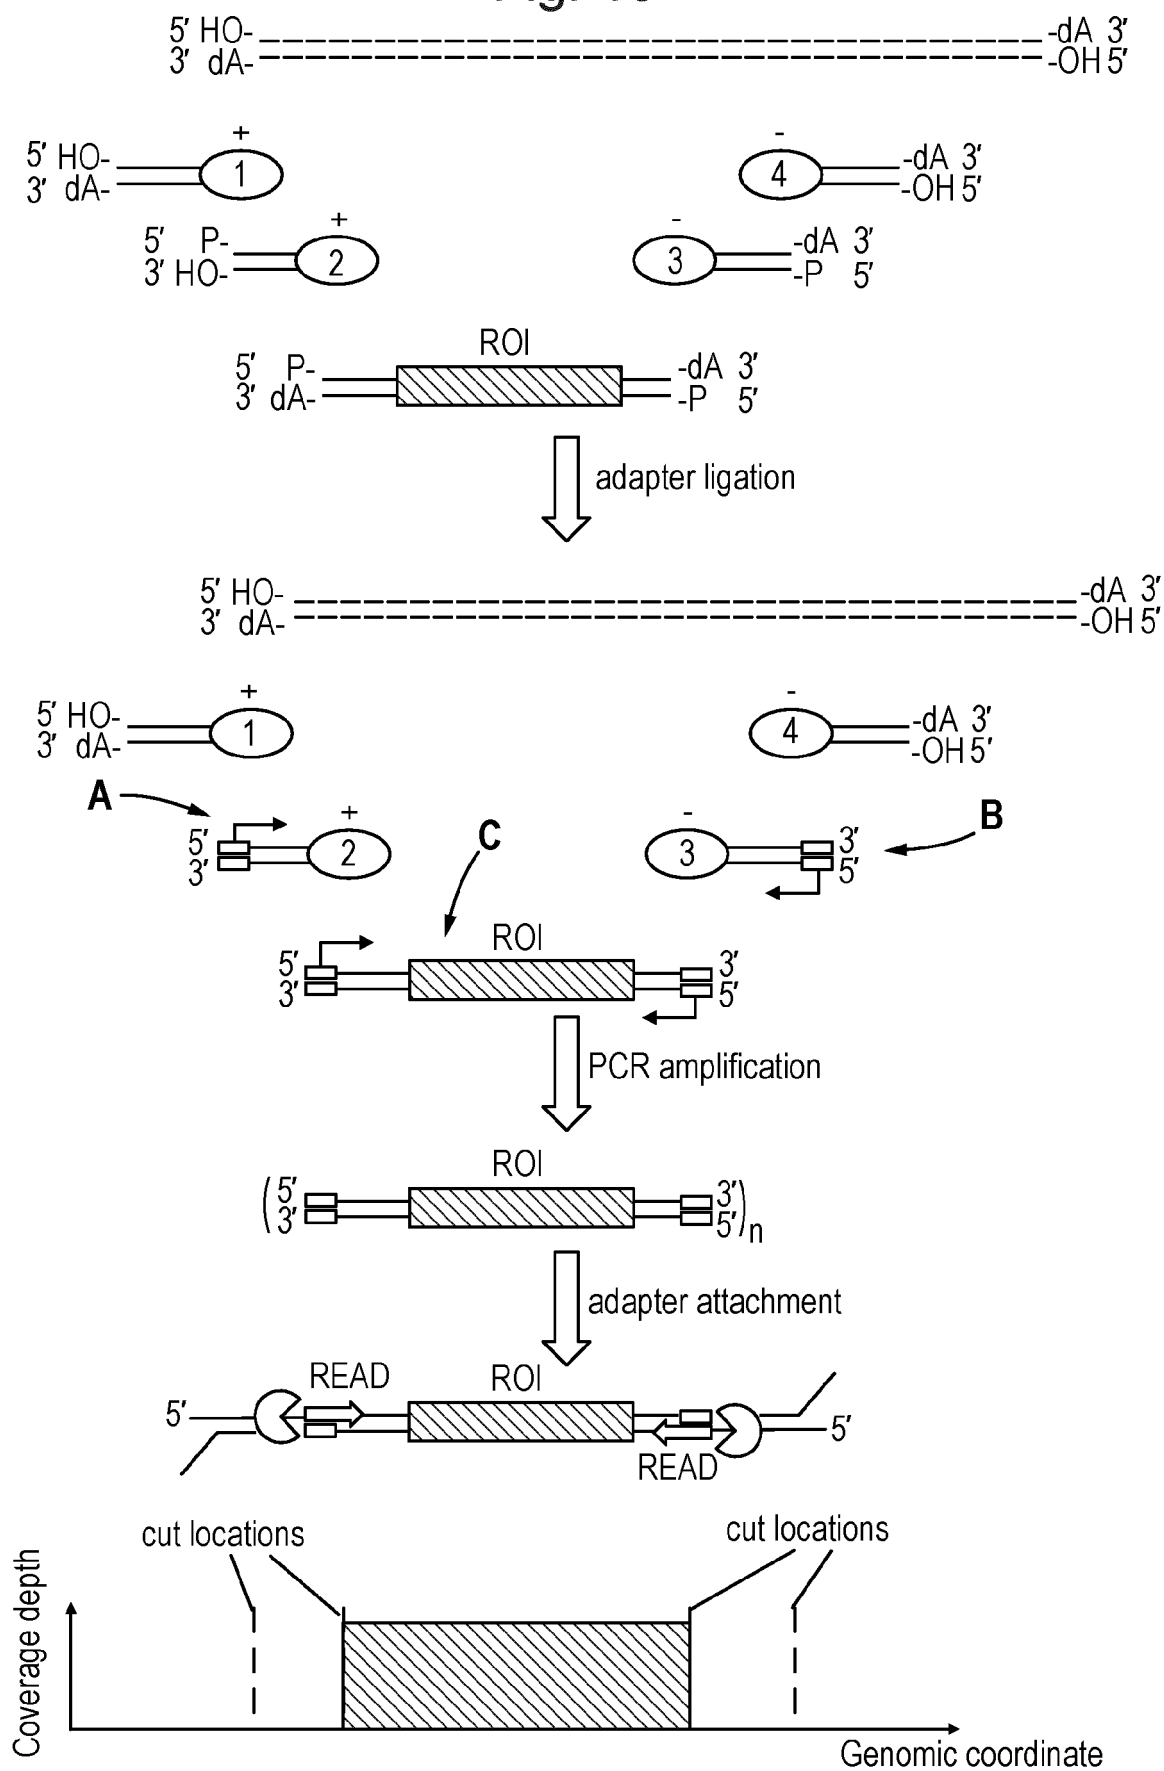 5' HO- -dA 3'
3' dA- -OH 5'
+ -
5' HO- 1 4 -dA 3'
3' dA- -OH 5'
+ -
5' P- 2 3 -dA 3'
3' HO- -P 5'
ROI
5' P- -dA 3'
3' dA- -P 5'
adapter ligation
5' HO- -dA 3'
3' dA- -OH 5'
+ -
5' HO- 1 4 -dA 3'
3' dA- -OH 5'
A B
+ -
5' 2 3 3'
3' 5'
C
ROI
5' 3'
3' 5'
PCR amplification
ROI
(5' 3')n
3' 5'
adapter attachment
READ ROI
5' 5'
READ
cut locations cut locations
Coverage depth
Genomic coordinate